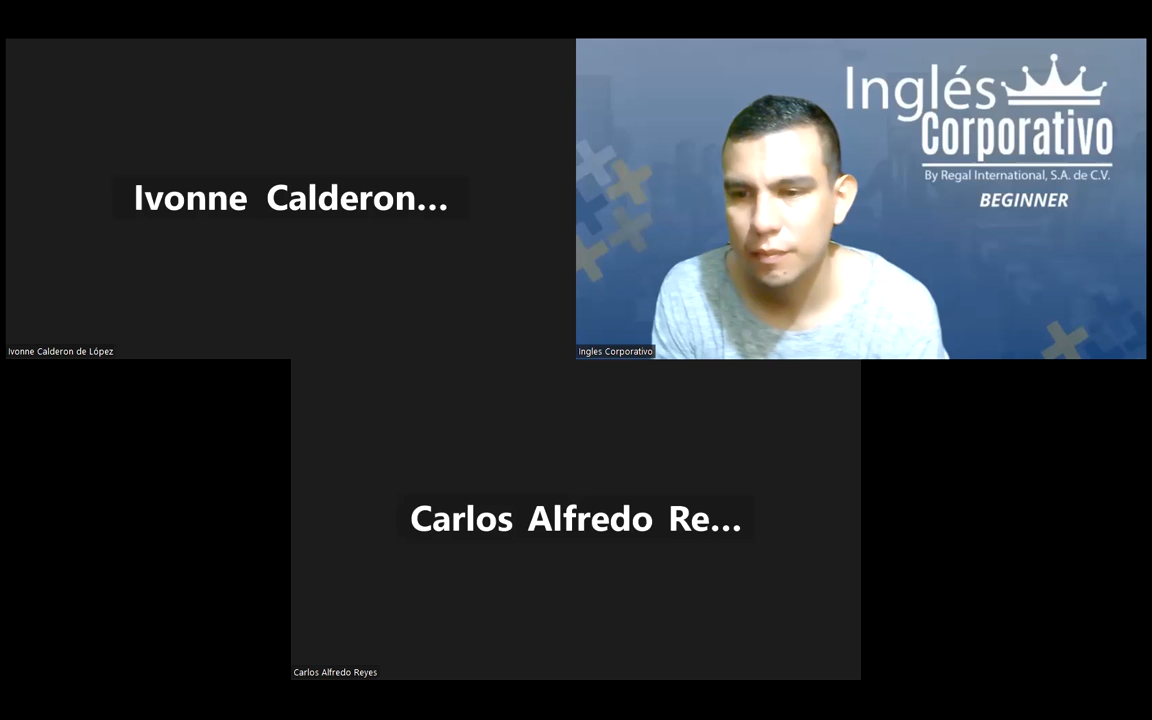 Ivonne Calderon...
Ivonne Calderon de López
Inglés
Corporativo
By Regal International, S.A. de C.V.
BEGINNER
Ingles Corporativo
Carlos Alfredo Re...
Carlos Alfredo Reyes